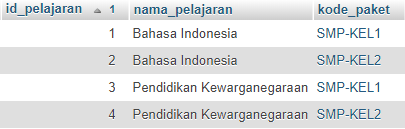 id_pelajaran 1 nama_pelajaran kode_paket
1 Bahasa Indonesia SMP-KEL1
2 Bahasa Indonesia SMP-KEL2
3 Pendidikan Kewarganegaraan SMP-KEL1
4 Pendidikan Kewarganegaraan SMP-KEL2